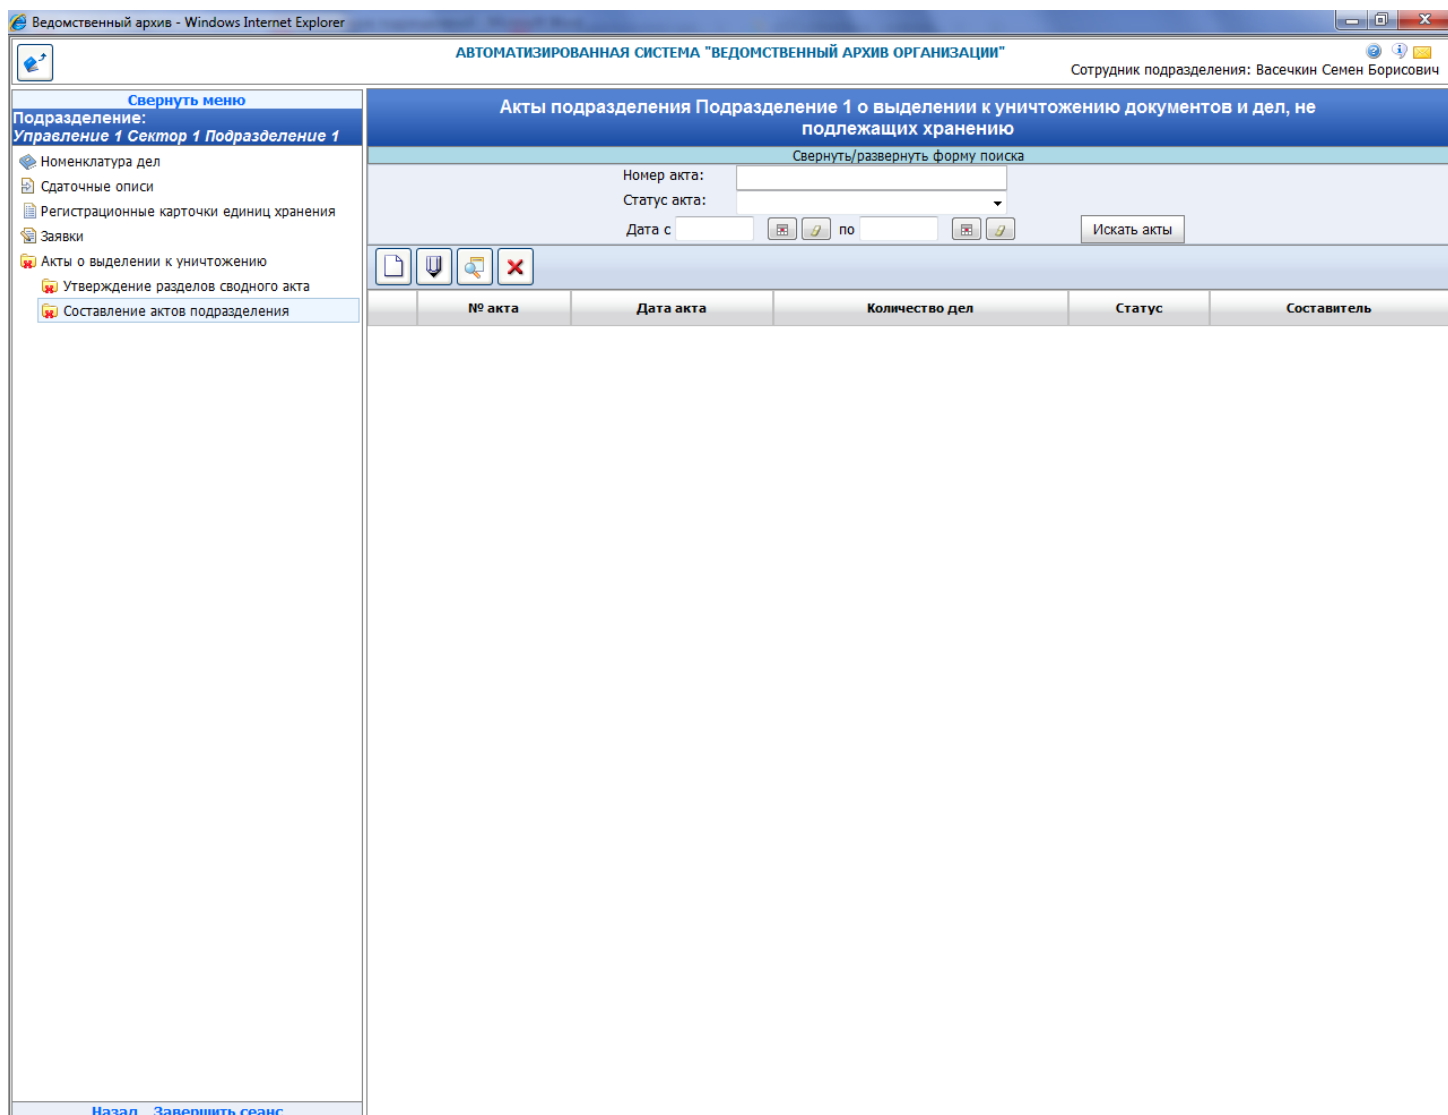 Ведомственный архив - Windows Internet Explorer
АВТОМАТИЗИРОВАННАЯ СИСТЕМА "ВЕДОМСТВЕННЫЙ АРХИВ ОРГАНИЗАЦИИ"
Сотрудник подразделения: Васечкин Семен Борисович
Свернуть меню
Подразделение:
Управление 1 Сектор 1 Подразделение 1
Номенклатура дел
Сдаточные описи
Регистрационные карточки единиц хранения
Заявки
Акты о выделении к уничтожению
Утверждение разделов сводного акта
Составление актов подразделения
Назад Завершить сеанс
Акты подразделения Подразделение 1 о выделении к уничтожению документов и дел, не
подлежащих хранению
Свернуть/развернуть форму поиска
Номер акта:
Статус акта:
Дата с по Искать акты
№ акта Дата акта Количество дел Статус Составитель